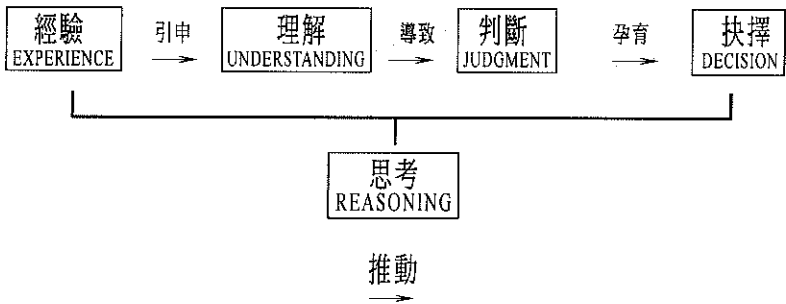 經驗 引申 理解 導致 判斷 孕育 抉擇
EXPERIENCE → UNDERSTANDING → JUDGMENT → DECISION
思考
REASONING
推動
→